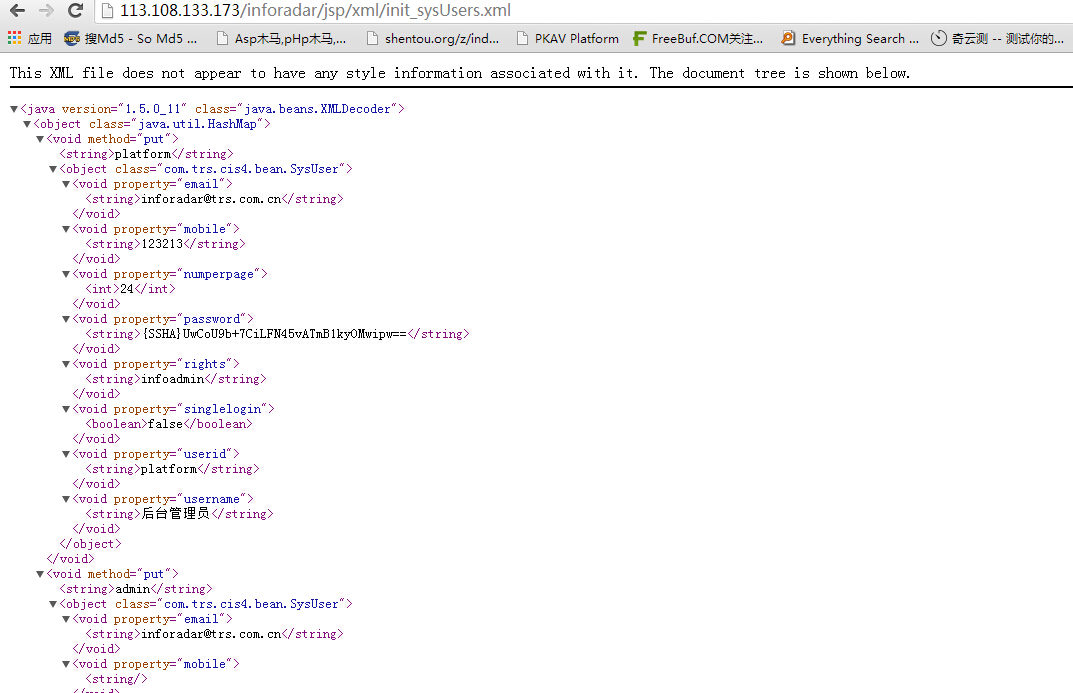 113.108.133.173/inforadar/jsp/xml/init_sysUsers.xml
应用 搜Md5 - So Md5 ... Asp木马,pHp木马,... shentou.org/z/ind... PKAV Platform FreeBuf.COM关注... Everything Search ... 奇云测 -- 测试你的...
This XML file does not appear to have any style information associated with it. The document tree is shown below.
▼<java version="1.5.0_11" class="java.beans.XMLDecoder">
▼<object class="java.util.HashMap">
▼<void method="put">
<string>platform</string>
▼<object class="com.trs.cis4.bean.SysUser">
▼<void property="email">
<string>inforadar@trs.com.cn</string>
</void>
▼<void property="mobile">
<string>123213</string>
</void>
▼<void property="numperpage">
<int>24</int>
</void>
▼<void property="password">
<string>{SSHA}UwCoU9b+7CiLFN45vATmB1kyOMwipw==</string>
</void>
▼<void property="rights">
<string>infoadmin</string>
</void>
▼<void property="singlelogin">
<boolean>false</boolean>
</void>
▼<void property="userid">
<string>platform</string>
</void>
▼<void property="username">
<string>后台管理员</string>
</void>
</object>
</void>
▼<void method="put">
<string>admin</string>
▼<object class="com.trs.cis4.bean.SysUser">
▼<void property="email">
<string>inforadar@trs.com.cn</string>
</void>
▼<void property="mobile">
<string/>
</void>